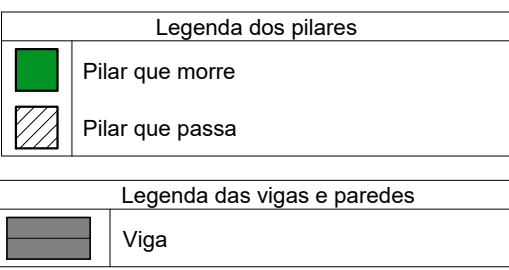 Legenda dos pilares
Pilar que morre
Pilar que passa
Legenda das vigas e paredes
Viga